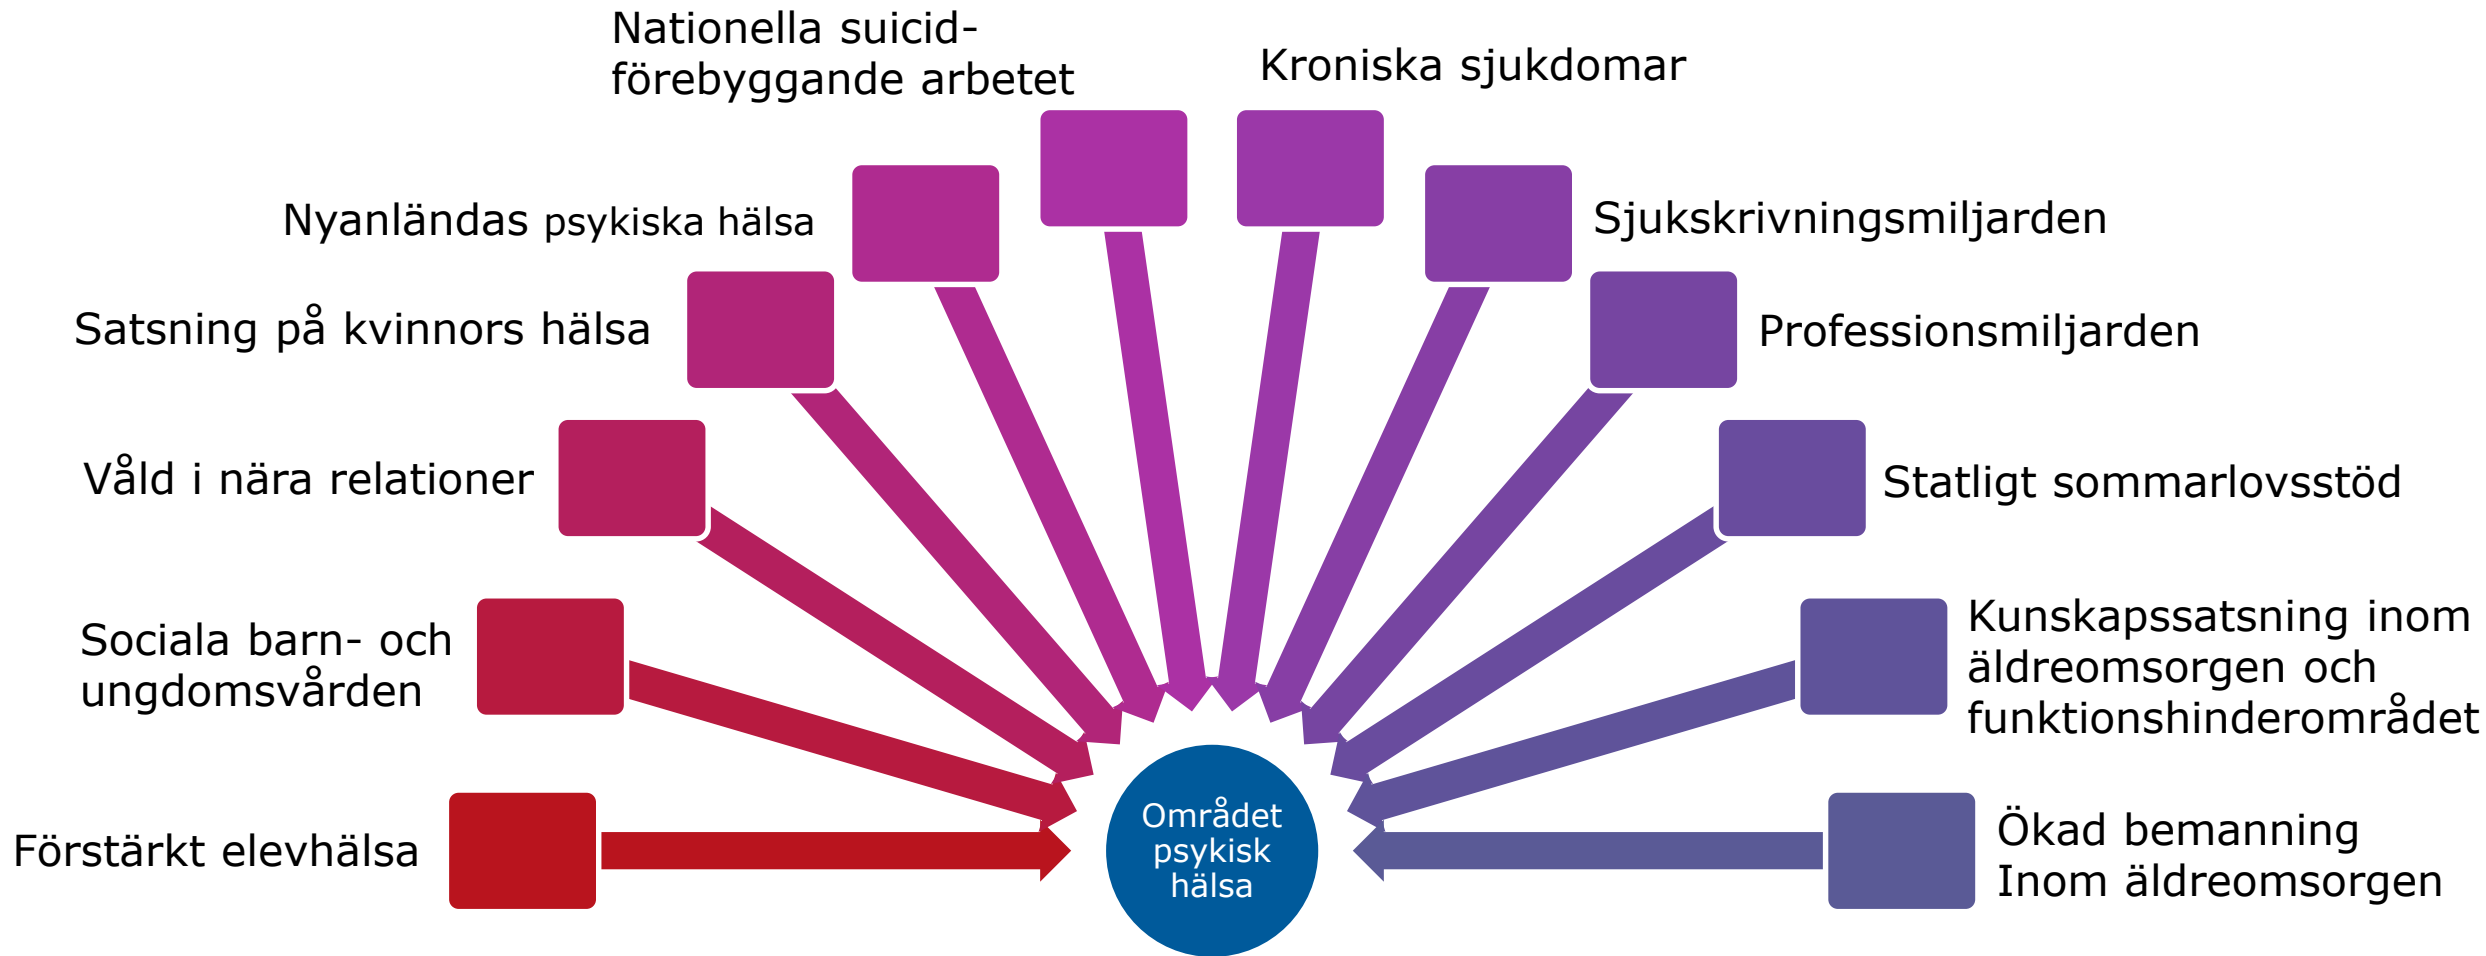 Nationella suicid-
förebyggande arbetet
Kroniska sjukdomar
Nyanländas psykiska hälsa
Sjukskrivningsmiljarden
Satsning på kvinnors hälsa
Professionsmiljarden
Våld i nära relationer
Statligt sommarlovsstöd
Sociala barn- och
ungdomsvården
Kunskapssatsning inom
äldreomsorgen och
funktionshinderområdet
Förstärkt elevhälsa
Området
psykisk
hälsa
Ökad bemanning
Inom äldreomsorgen